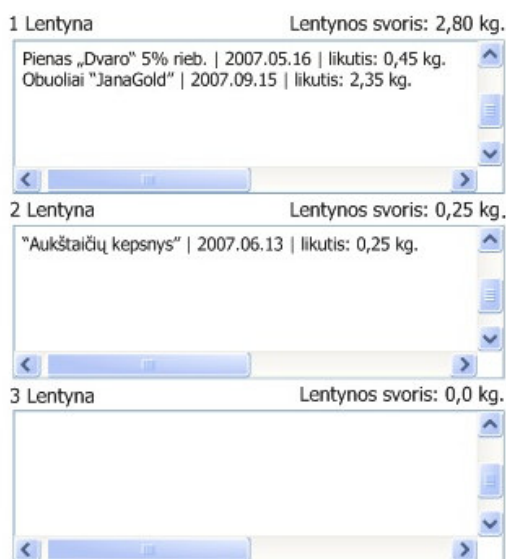 1 Lentyna Lentynos svoris: 2,80 kg.
Pienas „Dvaro“ 5% rieb. | 2007.05.16 | likutis: 0,45 kg.
Obuoliai “JanaGold” | 2007.09.15 | likutis: 2,35 kg.
2 Lentyna Lentynos svoris: 0,25 kg.
“Aukštaičių kepsnys” | 2007.06.13 | likutis: 0,25 kg.
3 Lentyna Lentynos svoris: 0,0 kg.